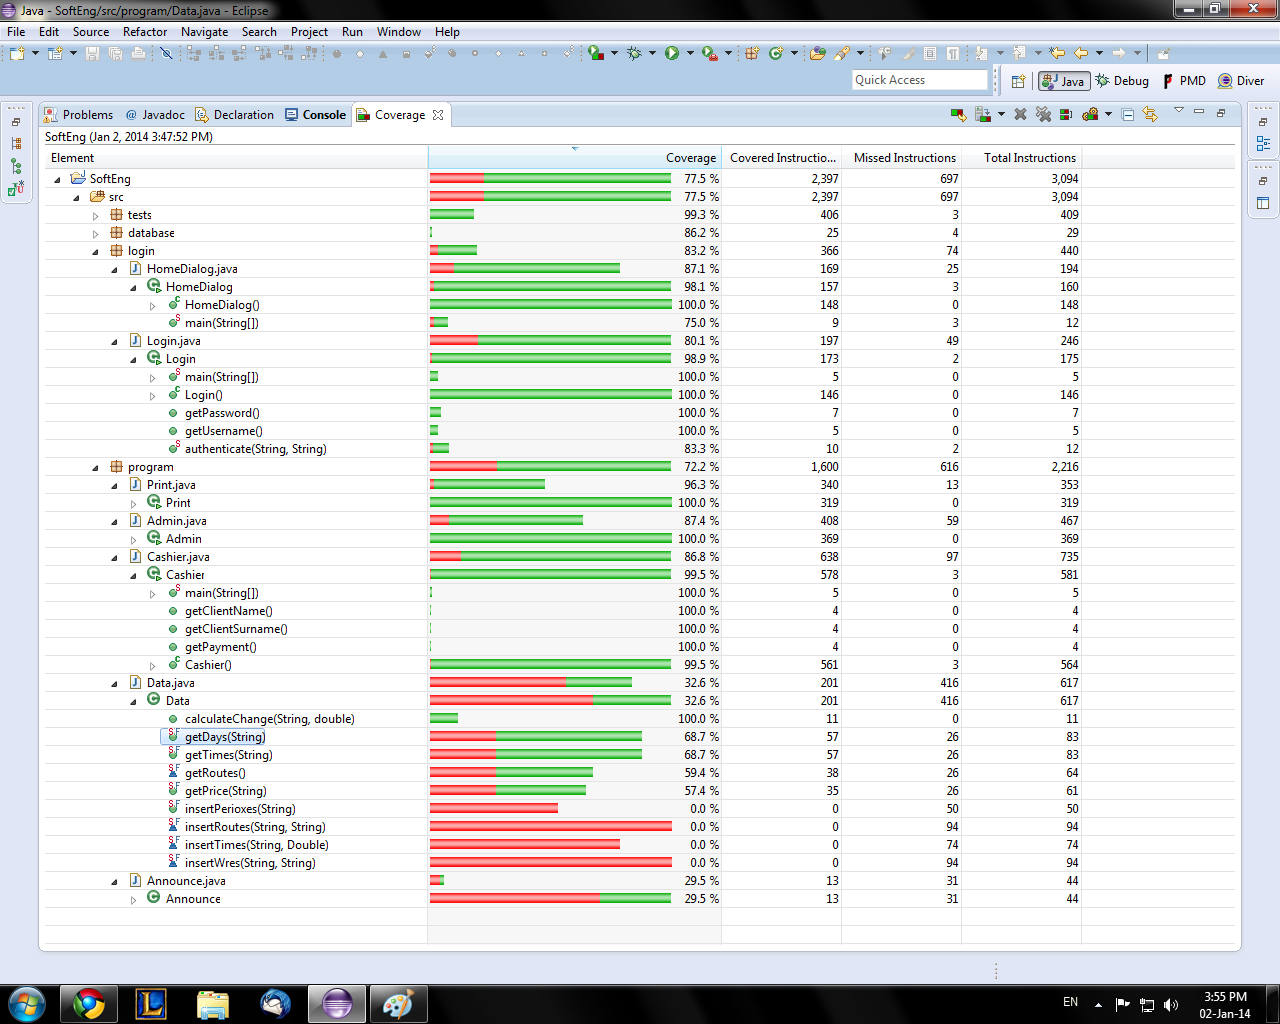 Java - SoftEng/src/program/Data.java - Eclipse
File Edit Source Refactor Navigate Search Project Run Window Help
Quick Access
Java Debug PMD Diver
Problems @ Javadoc Declaration Console Coverage
SoftEng (Jan 2, 2014 3:47:52 PM)
Element Coverage Covered Instructio... Missed Instructions Total Instructions
SoftEng 77.5 % 2,397 697 3,094
src 77.5 % 2,397 697 3,094
tests 99.3 % 406 3 409
database 86.2 % 25 4 29
login 83.2 % 366 74 440
HomeDialog.java 87.1 % 169 25 194
HomeDialog 98.1 % 157 3 160
HomeDialog() 100.0 % 148 0 148
main(String[]) 75.0 % 9 3 12
Login.java 80.1 % 197 49 246
Login 98.9 % 173 2 175
main(String[]) 100.0 % 5 0 5
Login() 100.0 % 146 0 146
getPassword() 100.0 % 7 0 7
getUsername() 100.0 % 5 0 5
authenticate(String, String) 83.3 % 10 2 12
program 72.2 % 1,600 616 2,216
Print.java 96.3 % 340 13 353
Print 100.0 % 319 0 319
Admin.java 87.4 % 408 59 467
Admin 100.0 % 369 0 369
Cashier.java 86.8 % 638 97 735
Cashier 99.5 % 578 3 581
main(String[]) 100.0 % 5 0 5
getClientName() 100.0 % 4 0 4
getClientSurname() 100.0 % 4 0 4
getPayment() 100.0 % 4 0 4
Cashier() 99.5 % 561 3 564
Data.java 32.6 % 201 416 617
Data 32.6 % 201 416 617
calculateChange(String, double) 100.0 % 11 0 11
getDays(String) 68.7 % 57 26 83
getTimes(String) 68.7 % 57 26 83
getRoutes() 59.4 % 38 26 64
getPrice(String) 57.4 % 35 26 61
insertPerioxes(String) 0.0 % 0 50 50
insertRoutes(String, String) 0.0 % 0 94 94
insertTimes(String, Double) 0.0 % 0 74 74
insertWres(String, String) 0.0 % 0 94 94
Announce.java 29.5 % 13 31 44
Announce 29.5 % 13 31 44
EN 3:55 PM
02-Jan-14